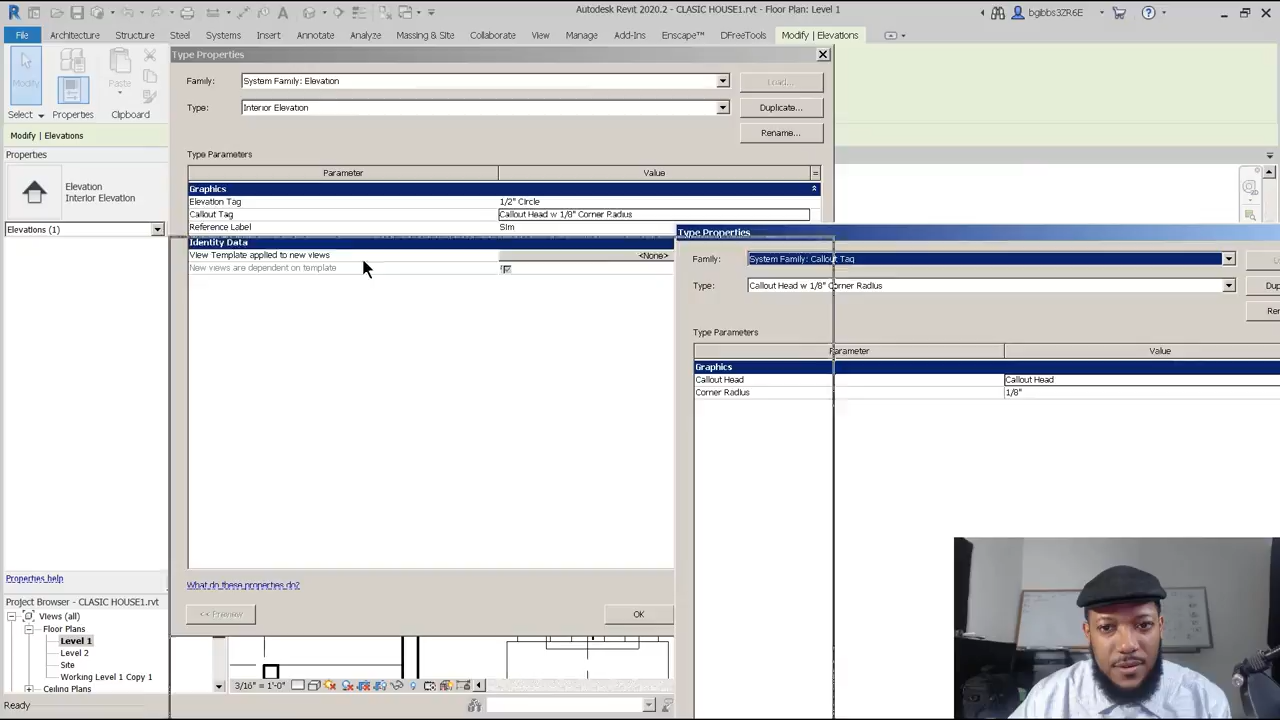 Autodesk Revit 2020.2 - CLASIC HOUSE1.rvt - Floor Plan: Level 1
bgibbs3ZR6E
File Architecture Structure Steel Systems Insert Annotate Analyze Massing & Site Collaborate View Manage Add-Ins Enscape™ DFreeTools Modify | Elevations
Modify
Paste
Select Properties Clipboard
Modify | Elevations
Properties
Elevation
Interior Elevation
Elevations (1)
Properties help
Project Browser - CLASIC HOUSE1.rvt
Views (all)
Floor Plans
Level 1
Level 2
Site
Working Level 1 Copy 1
Ceiling Plans
Ready
3/16" = 1'-0"
Type Properties
Family: System Family: Elevation Load...
Type: Interior Elevation Duplicate...
Rename...
Type Parameters
Parameter Value =
Graphics
Elevation Tag 1/2" Circle
Callout Tag Callout Head w 1/8" Corner Radius
Reference Label Sim
Identity Data
View Template applied to new views <None>
New views are dependent on template
What do these properties do?
<< Preview OK
Type Properties
Family: System Family: Callout Tag
Type: Callout Head w 1/8" Corner Radius
Type Parameters
Parameter Value
Graphics
Callout Head Callout Head
Corner Radius 1/8"